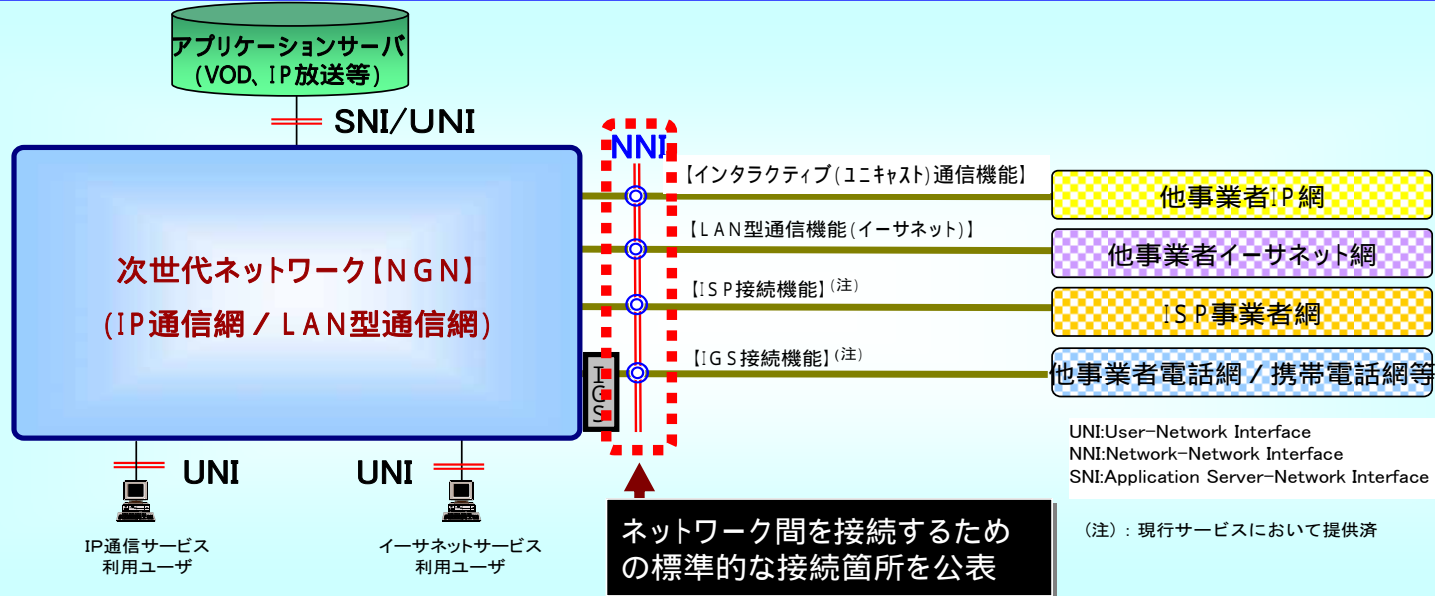 アプリケーションサーバ
(VOD、IP放送等)
SNI/UNI
NNI
【インタラクティブ(ユニキャスト)通信機能】
他事業者IP網
【LAN型通信機能(イーサネット)】
他事業者イーサネット網
次世代ネットワーク【NGN】
(IP通信網／LAN型通信網)
【ISP接続機能】(注)
ISP事業者網
【IGS接続機能】(注)
IGS
他事業者電話網／携帯電話網等
UNI:User-Network Interface
NNI:Network-Network Interface
SNI:Application Server-Network Interface
UNI
UNI
IP通信サービス
利用ユーザ
イーサネットサービス
利用ユーザ
ネットワーク間を接続するため
の標準的な接続箇所を公表
（注）：現行サービスにおいて提供済